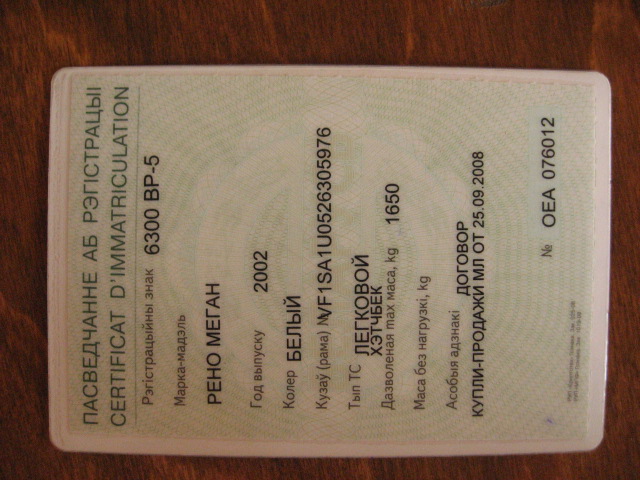 ПАСВЕДЧАННЕ АБ РЭГІСТРАЦЫІ
CERTIFICAT D'IMMATRICULATION
Рэгістрацыйны знак 6300 BP-5
Марка-мадэль
РЕНО МЕГАН
Год выпуску 2002
Колер БЕЛЫЙ
Кузаў (рама) № VF1SA1U0526305976
Тып ТС ЛЕГКОВОЙ
ХЭТЧБЕК
Дазволеная max маса, kg 1650
Маса без нагрузкі, kg
Асобыя адзнакі ДОГОВОР
КУПЛИ-ПРОДАЖИ МЛ ОТ 25.09.2008
№ OEA 076012